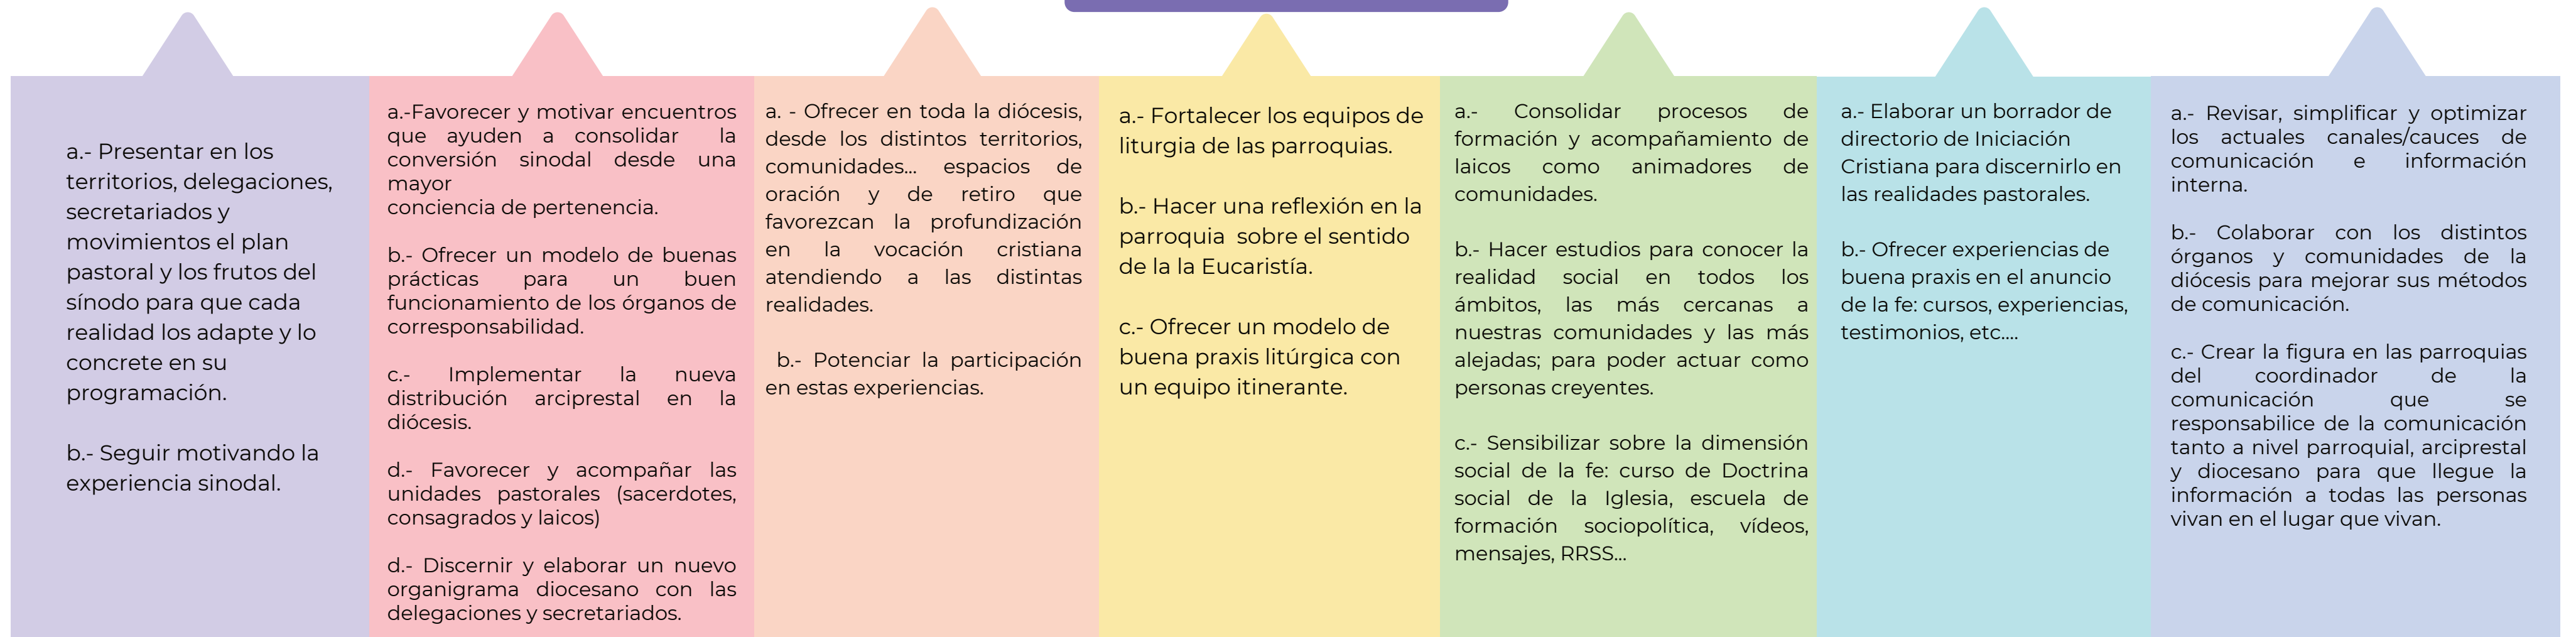 a.- Presentar en los
territorios, delegaciones,
secretariados y
movimientos el plan
pastoral y los frutos del
sínodo para que cada
realidad los adapte y lo
concrete en su
programación.
b.- Seguir motivando la
experiencia sinodal.
a.-Favorecer y motivar encuentros
que ayuden a consolidar la
conversión sinodal desde una
mayor
conciencia de pertenencia.
b.- Ofrecer un modelo de buenas
prácticas para un buen
funcionamiento de los órganos de
corresponsabilidad.
c.- Implementar la nueva
distribución arciprestal en la
diócesis.
d.- Favorecer y acompañar las
unidades pastorales (sacerdotes,
consagrados y laicos)
d.- Discernir y elaborar un nuevo
organigrama diocesano con las
delegaciones y secretariados.
a. - Ofrecer en toda la diócesis,
desde los distintos territorios,
comunidades... espacios de
oración y de retiro que
favorezcan la profundización
en la vocación cristiana
atendiendo a las distintas
realidades.
b.- Potenciar la participación
en estas experiencias.
a.- Fortalecer los equipos de
liturgia de las parroquias.
b.- Hacer una reflexión en la
parroquia sobre el sentido
de la la Eucaristía.
c.- Ofrecer un modelo de
buena praxis litúrgica con
un equipo itinerante.
a.- Consolidar procesos de
formación y acompañamiento de
laicos como animadores de
comunidades.
b.- Hacer estudios para conocer la
realidad social en todos los
ámbitos, las más cercanas a
nuestras comunidades y las más
alejadas; para poder actuar como
personas creyentes.
c.- Sensibilizar sobre la dimensión
social de la fe: curso de Doctrina
social de la Iglesia, escuela de
formación sociopolítica, vídeos,
mensajes, RRSS...
a.- Elaborar un borrador de
directorio de Iniciación
Cristiana para discernirlo en
las realidades pastorales.
b.- Ofrecer experiencias de
buena praxis en el anuncio
de la fe: cursos, experiencias,
testimonios, etc....
a.- Revisar, simplificar y optimizar
los actuales canales/cauces de
comunicación e información
interna.
b.- Colaborar con los distintos
órganos y comunidades de la
diócesis para mejorar sus métodos
de comunicación.
c.- Crear la figura en las parroquias
del coordinador de la
comunicación que se
responsabilice de la comunicación
tanto a nivel parroquial, arciprestal
y diocesano para que llegue la
información a todas las personas
vivan en el lugar que vivan.